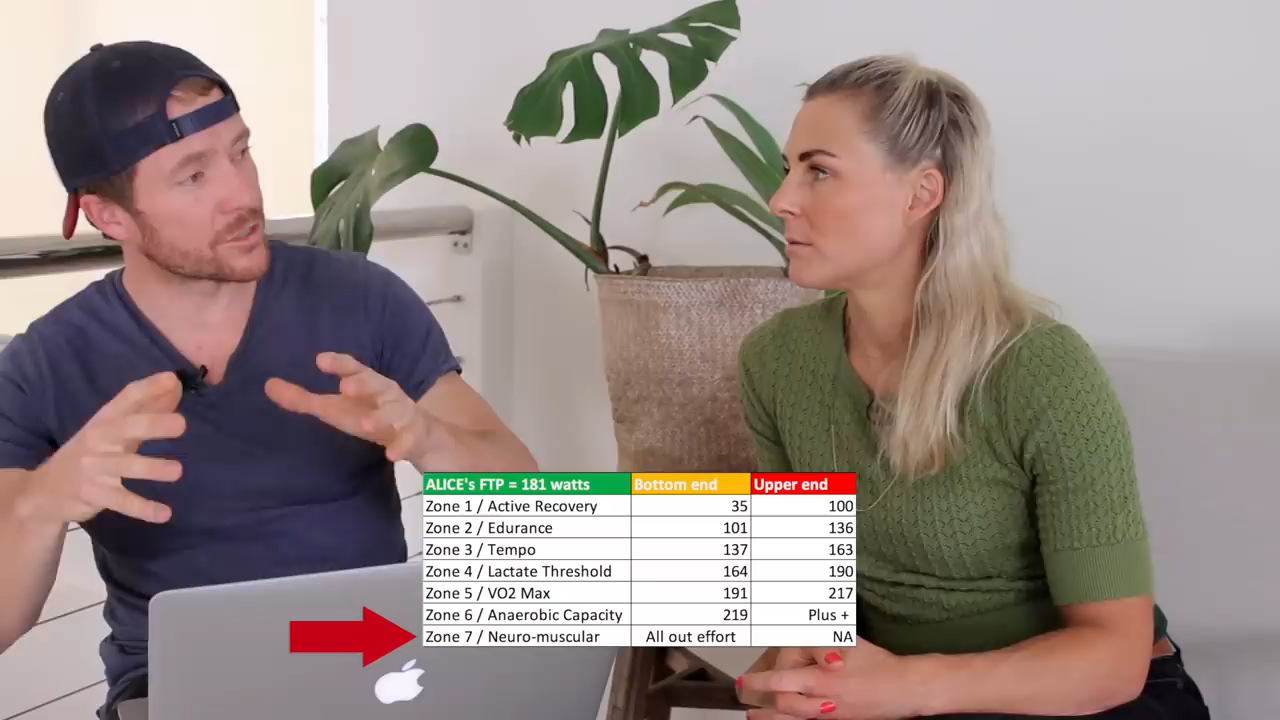 ALICE's FTP = 181 watts Bottom end Upper end
Zone 1 / Active Recovery 35 100
Zone 2 / Edurance 101 136
Zone 3 / Tempo 137 163
Zone 4 / Lactate Threshold 164 190
Zone 5 / VO2 Max 191 217
Zone 6 / Anaerobic Capacity 219 Plus +
Zone 7 / Neuro-muscular All out effort NA